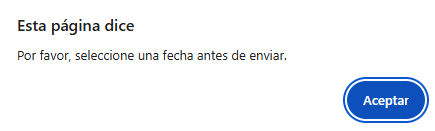 Esta página dice
Por favor, seleccione una fecha antes de enviar.
Aceptar